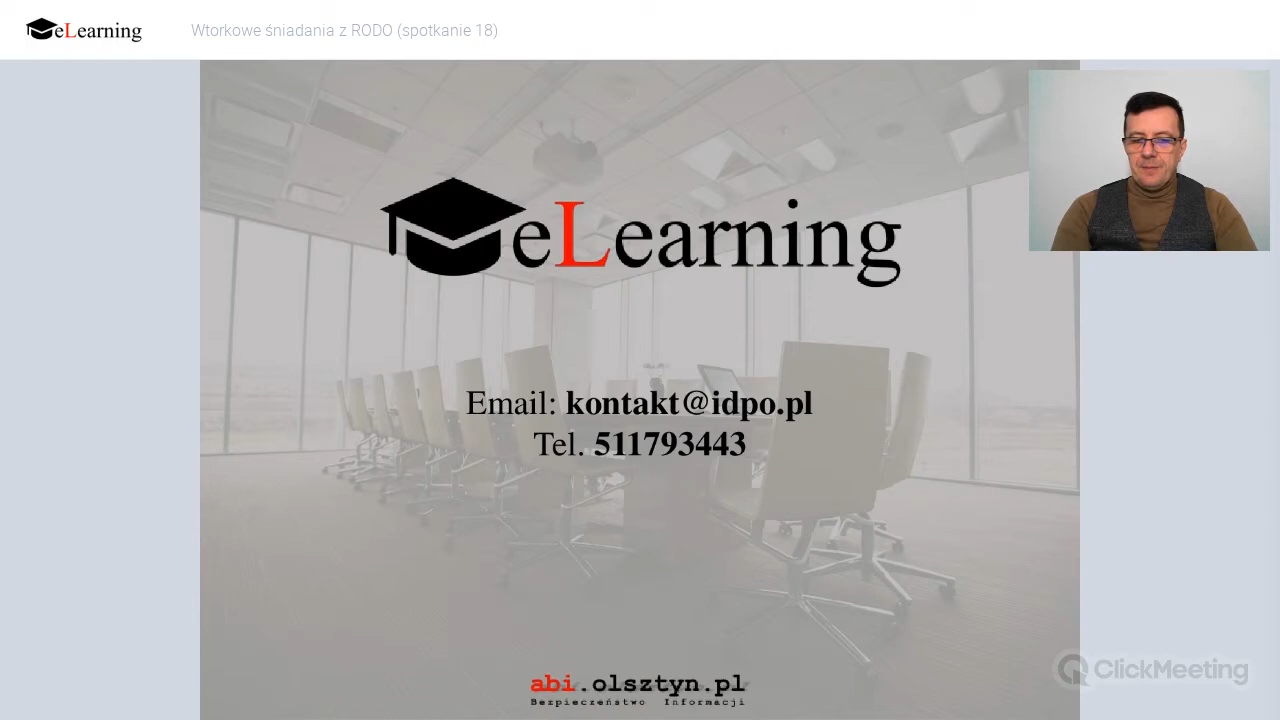 eLearning
Wtorkowe śniadania z RODO (spotkanie 18)
eLearning
Email: kontakt@idpo.pl
Tel. 511793443
abi.olsztyn.pl
Bezpieczeństwo Informacji
ClickMeeting